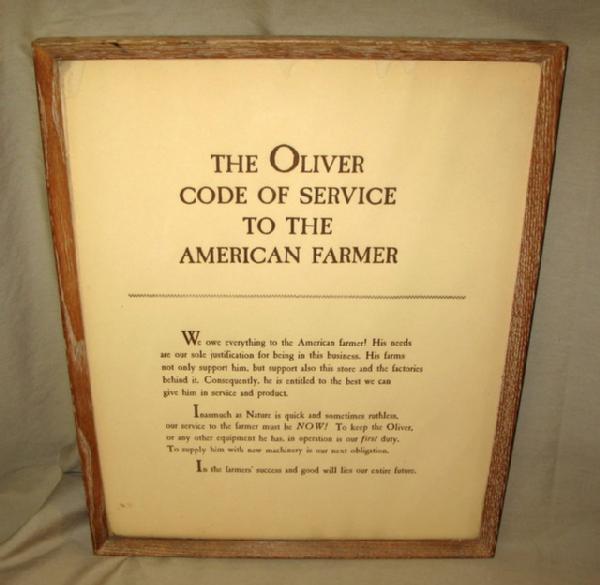 THE OLIVER
CODE OF SERVICE
TO THE
AMERICAN FARMER
We owe everything to the American farmer! His needs
are our sole justification for being in this business. His farms
not only support him, but support also this store and the factories
behind it. Consequently, he is entitled to the best we can
give him in service and product.
Inasmuch as Nature is quick and sometimes ruthless,
our service to the farmer must be NOW! To keep the Oliver,
or any other equipment he has, in operation is our first duty.
To supply him with new machinery is our next obligation.
In the farmers' success and good will lies our entire future.